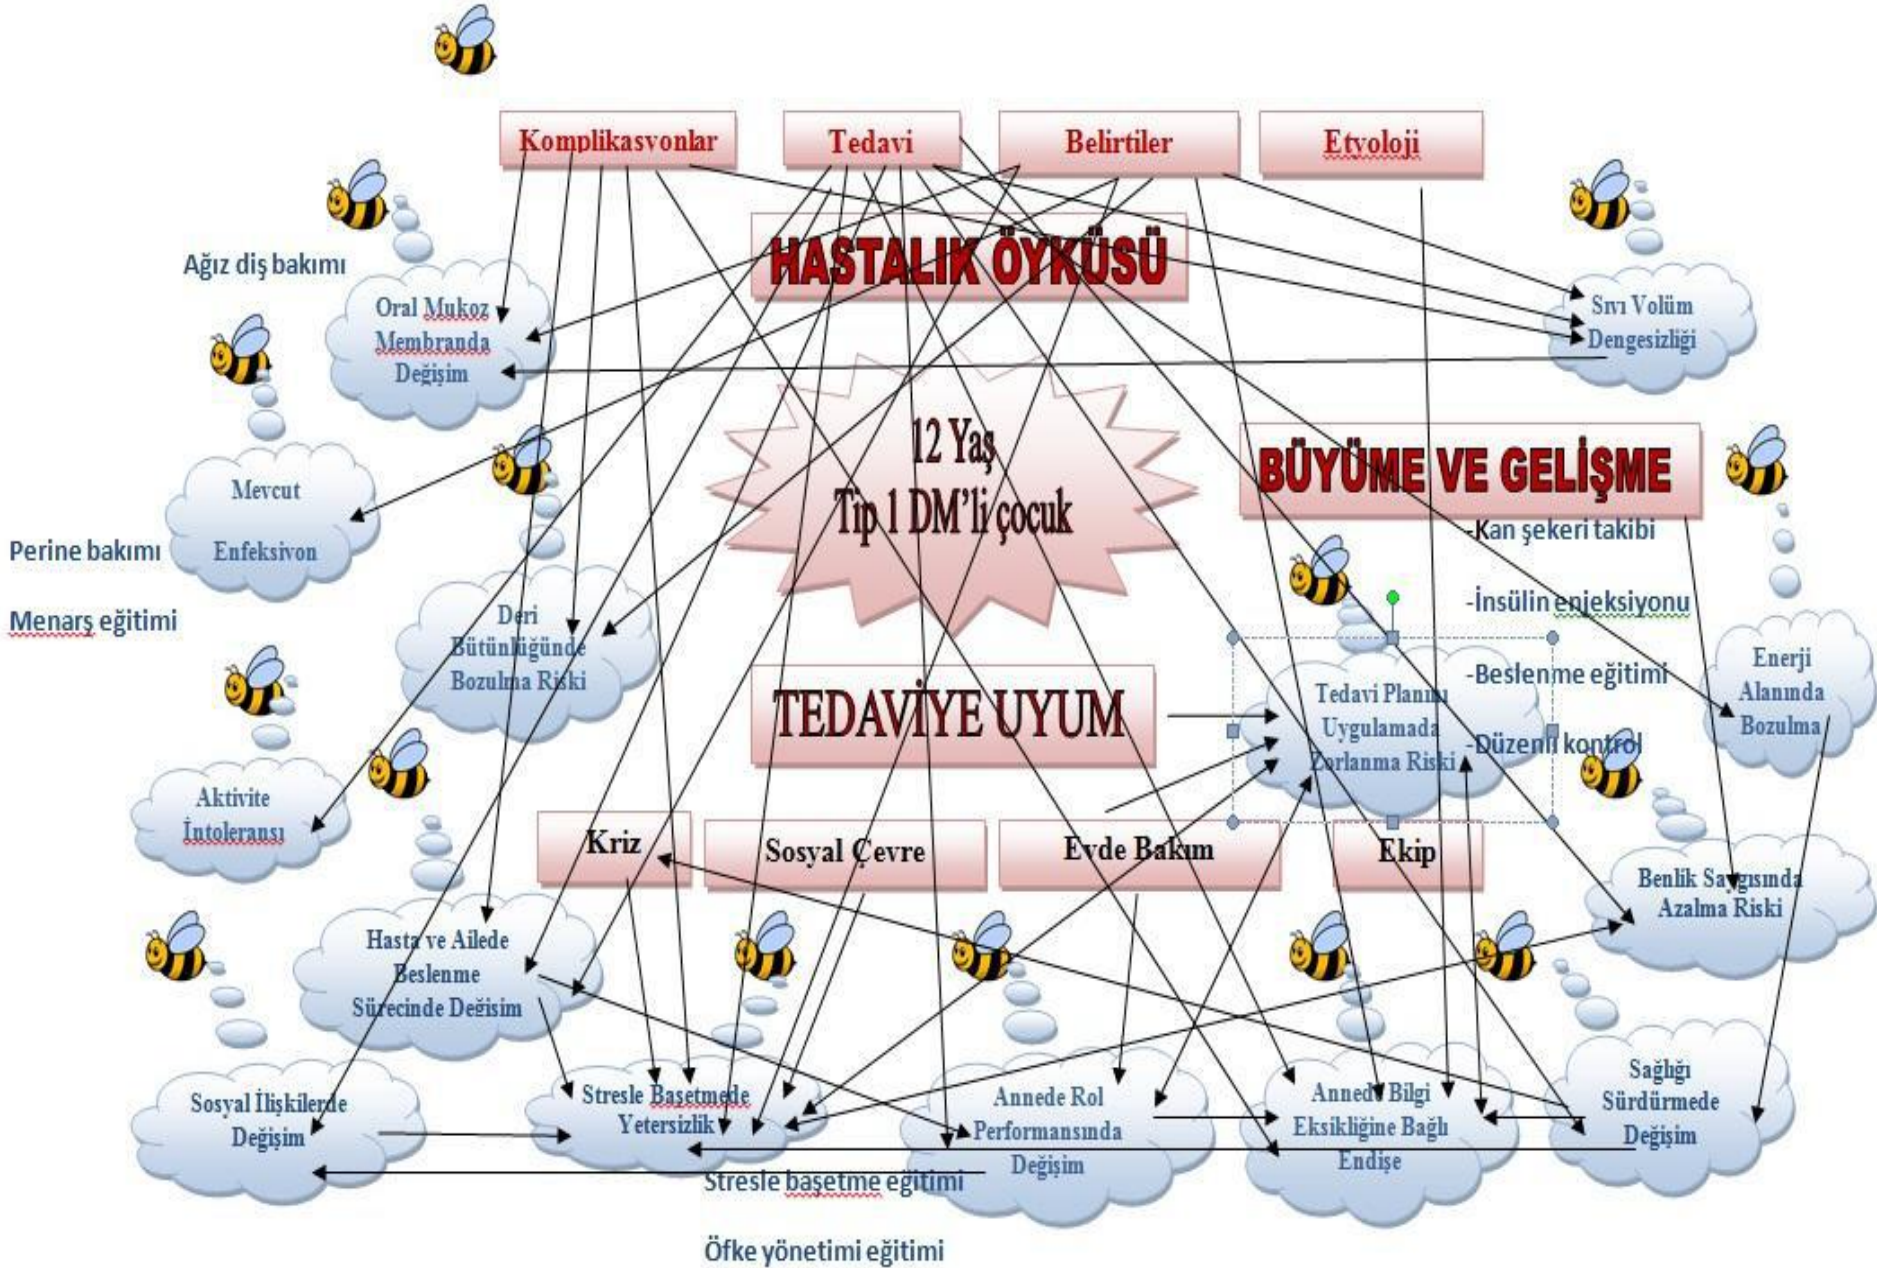 Komplikasvonlar
Tedavi
Belirtiler
Etvoloji
HASTALIK ÖYKÜSÜ
Ağız diş bakımı
Oral Mukoz
Membranda
Değişim
Sıvı Volüm
Dengesizliği
12 Yaş
Tip 1 DM'li çocuk
BÜYÜME VE GELİŞME
Mevcut
Enfeksivon
-Kan şekeri takibi
Perine bakımı
Menarş eğitimi
-İnsülin enjeksiyonu
Deri
Bütünlüğünde
Bozulma Riski
-Beslenme eğitimi
Enerji
Alanında
Bozulma
TEDAVİYE UYUM
Tedavi Planını
Uygulamada
Zorlanma Riski
-Düzenli kontrol
Aktivite
İntoleransı
Kriz
Sosyal Çevre
Evde Bakım
Ekip
Benlik Saygısında
Azalma Riski
Hasta ve Ailede
Beslenme
Sürecinde Değisim
Sosyal İlişkilerde
Değişim
Stresle Başetmede
Yetersizlik
Annede Rol
Performansında
Değişim
Annede Bilgi
Eksikliğine Bağlı
Endişe
Sağlığı
Sürdürmede
Değişim
Stresle başetme eğitimi
Öfke yönetimi eğitimi